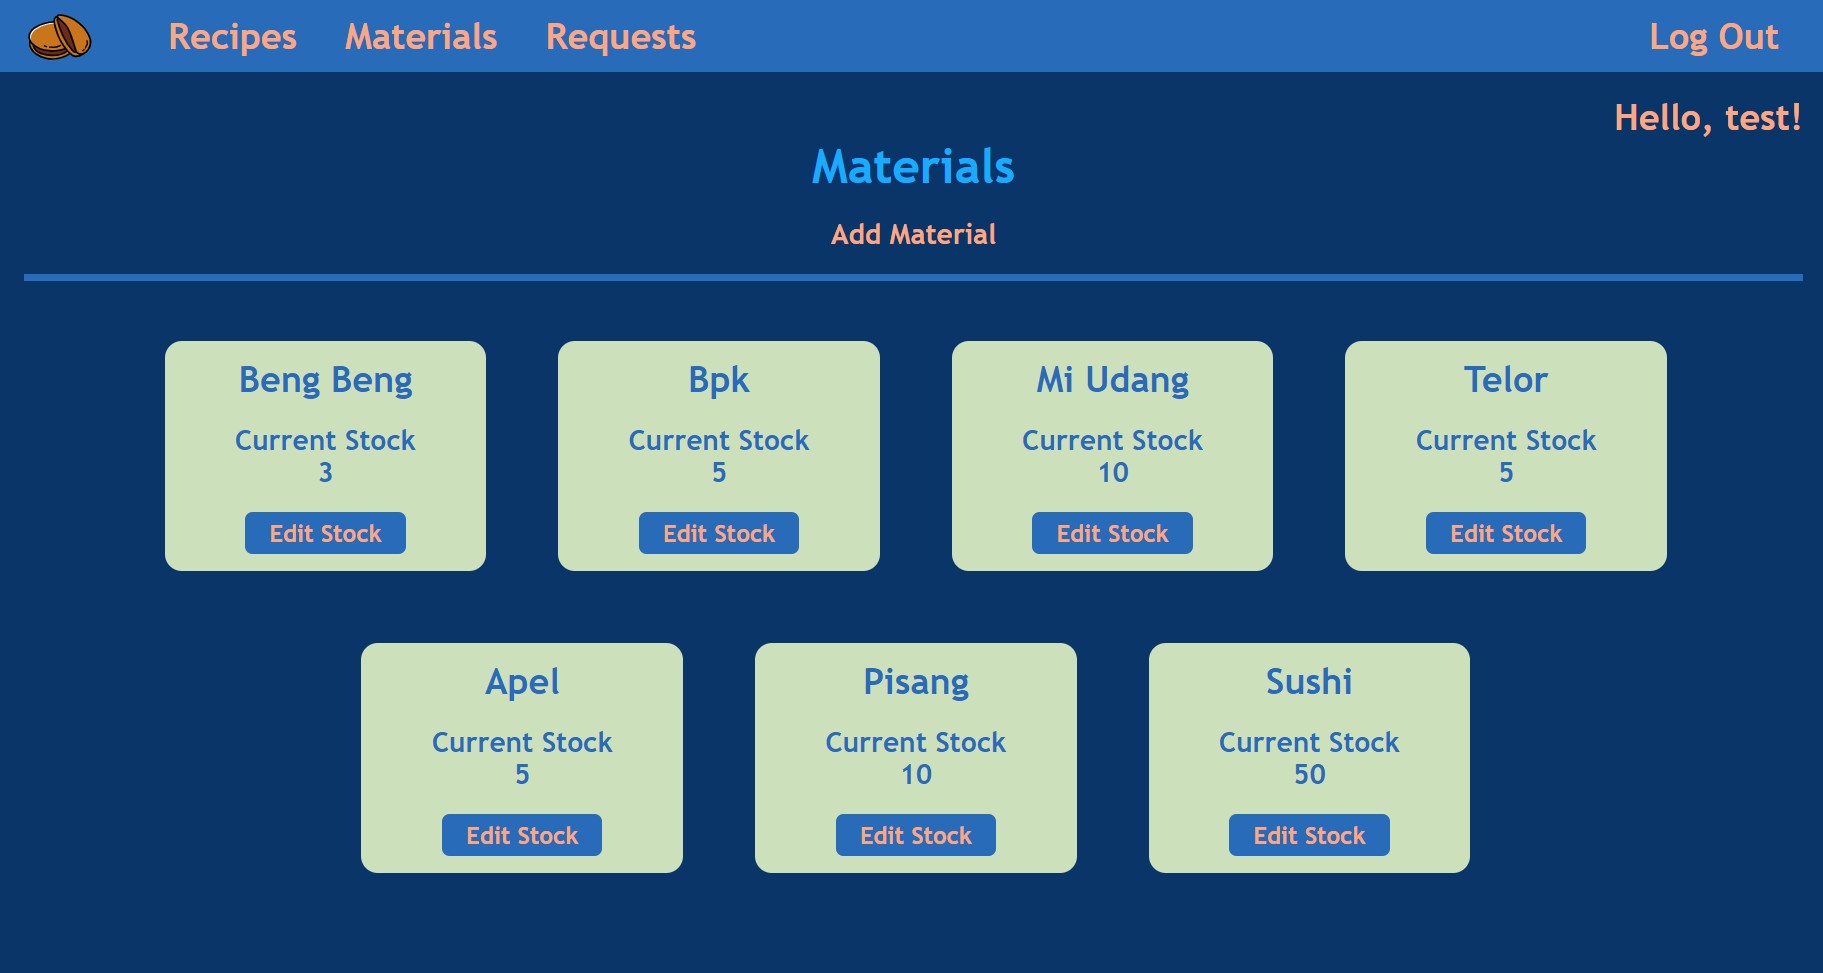 Recipes Materials Requests Log Out
Hello, test!
Materials
Add Material
Beng Beng
Current Stock
3
Edit Stock
Bpk
Current Stock
5
Edit Stock
Mi Udang
Current Stock
10
Edit Stock
Telor
Current Stock
5
Edit Stock
Apel
Current Stock
5
Edit Stock
Pisang
Current Stock
10
Edit Stock
Sushi
Current Stock
50
Edit Stock